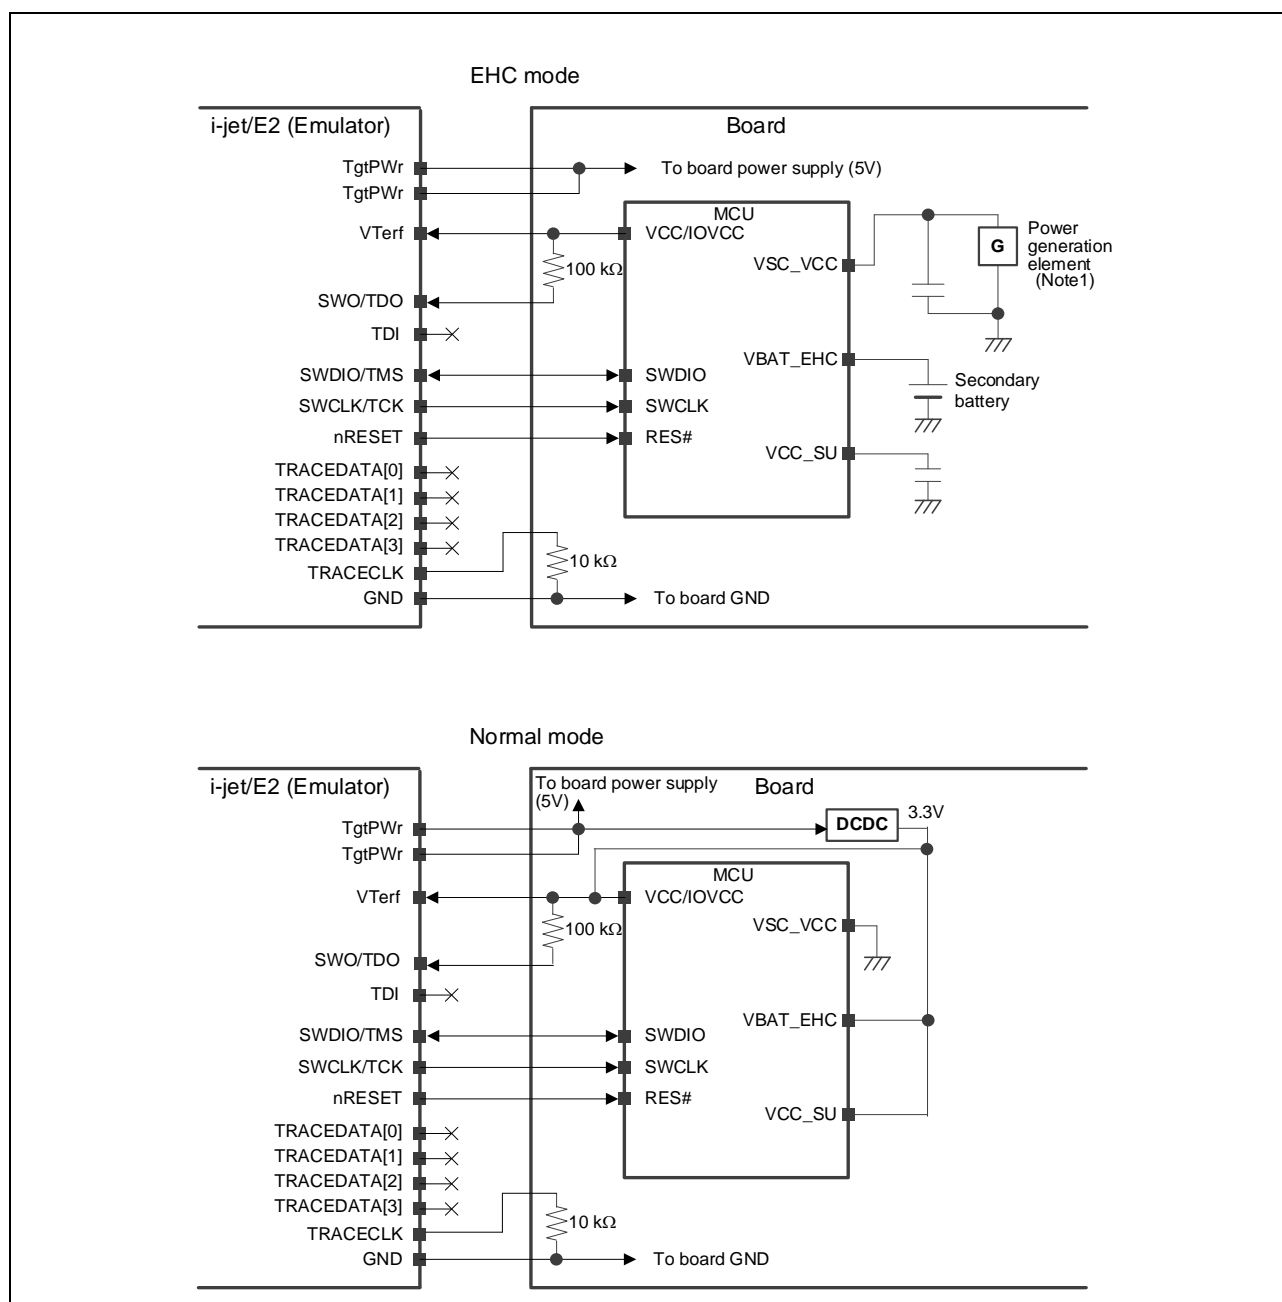 EHC mode
i-jet/E2 (Emulator)
Board
TgtPWr
To board power supply (5V)
TgtPWr
MCU
VTerf
VCC/IOVCC
VSC_VCC
G
Power
generation
element
(Note1)
100 kΩ
SWO/TDO
TDI
VBAT_EHC
SWDIO/TMS
SWDIO
Secondary
battery
SWCLK/TCK
SWCLK
nRESET
RES#
VCC_SU
TRACEDATA[0]
TRACEDATA[1]
TRACEDATA[2]
TRACEDATA[3]
10 kΩ
TRACECLK
GND
To board GND
Normal mode
i-jet/E2 (Emulator)
To board power supply
(5V)
Board
TgtPWr
DCDC
3.3V
TgtPWr
MCU
VTerf
VCC/IOVCC
VSC_VCC
100 kΩ
SWO/TDO
TDI
VBAT_EHC
SWDIO/TMS
SWDIO
SWCLK/TCK
SWCLK
nRESET
RES#
VCC_SU
TRACEDATA[0]
TRACEDATA[1]
TRACEDATA[2]
TRACEDATA[3]
10 kΩ
TRACECLK
GND
To board GND